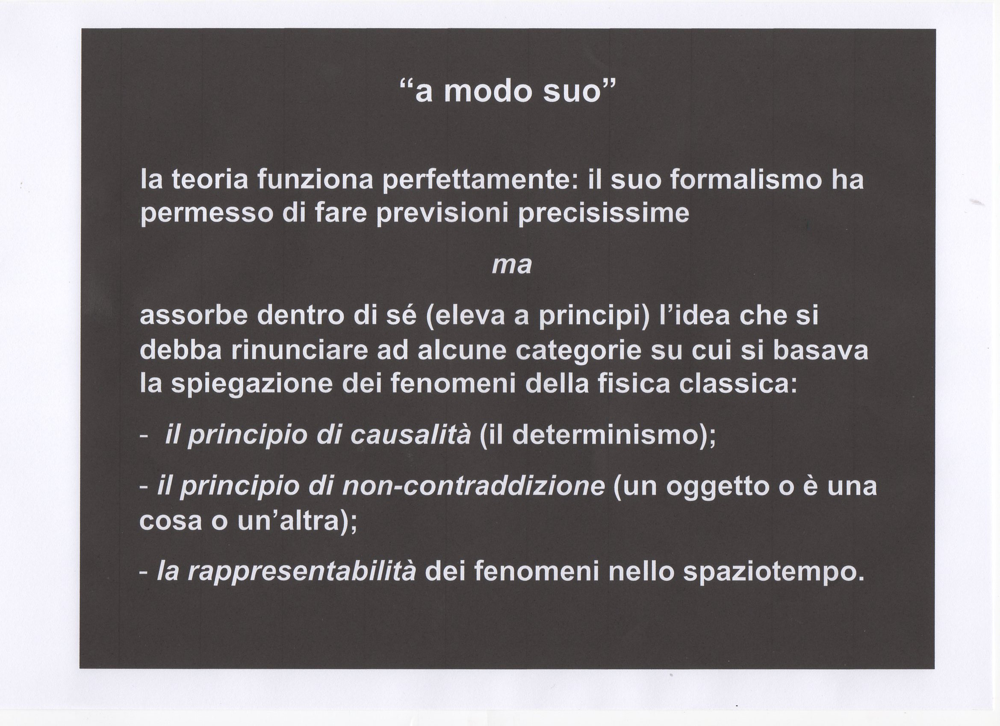 “a modo suo”
la teoria funziona perfettamente: il suo formalismo ha
permesso di fare previsioni precisissime
ma
assorbe dentro di sé (eleva a principi) l’idea che si
debba rinunciare ad alcune categorie su cui si basava
la spiegazione dei fenomeni della fisica classica:
- il principio di causalità (il determinismo);
- il principio di non-contraddizione (un oggetto o è una
cosa o un’altra);
- la rappresentabilità dei fenomeni nello spaziotempo.